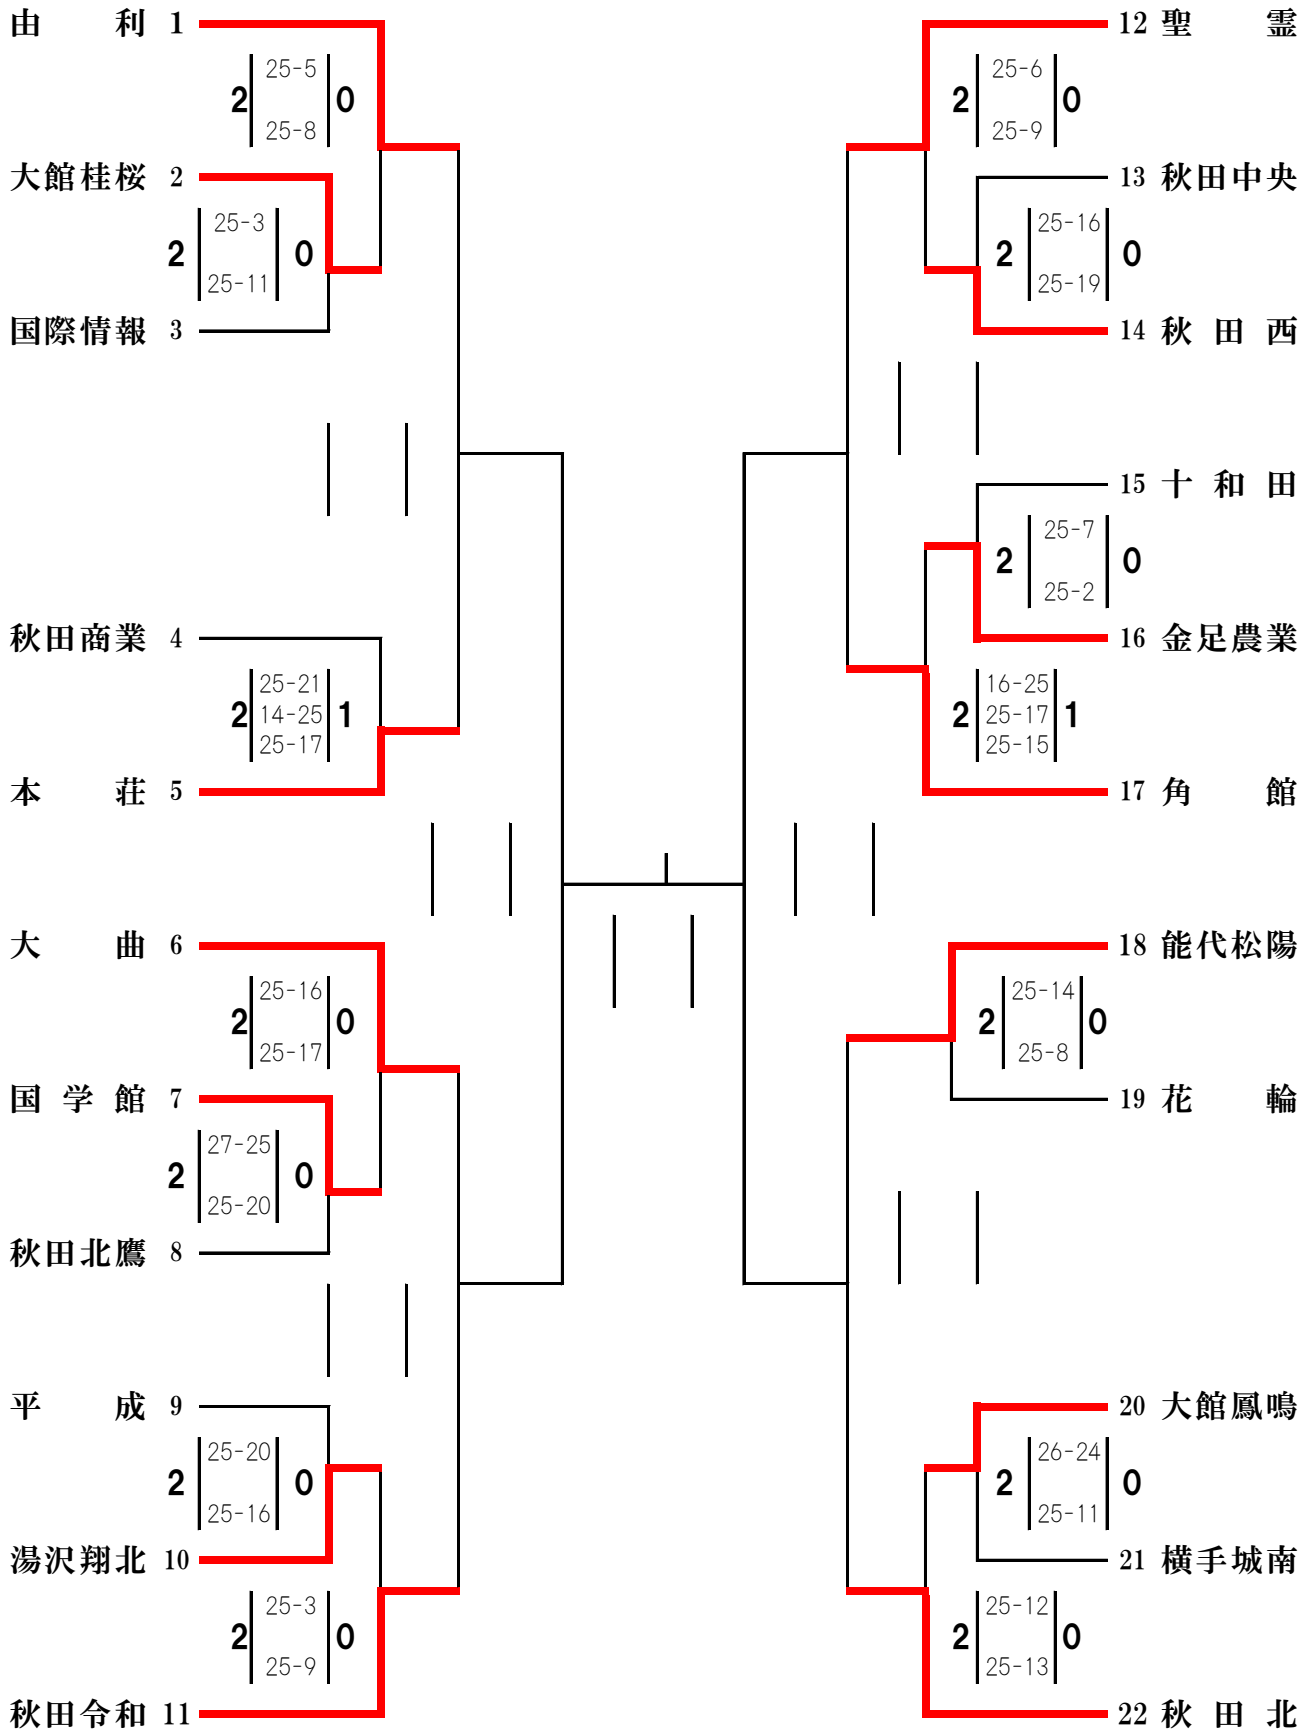 由利 1
25-5
2 0
25-8
大館桂桜 2
25-3
2 0
25-11
国際情報 3
秋田商業 4
25-21
2 14-25 1
25-17
本荘 5
大曲 6
25-16
2 0
25-17
国学館 7
27-25
2 0
25-20
秋田北鷹 8
平成 9
25-20
2 0
25-16
湯沢翔北 10
25-3
2 0
25-9
秋田令和 11
12 聖霊
25-6
2 0
25-9
13 秋田中央
25-16
2 0
25-19
14 秋田西
15 十和田
25-7
2 0
25-2
16 金足農業
16-25
2 25-17 1
25-15
17 角館
18 能代松陽
25-14
2 0
25-8
19 花輪
20 大館鳳鳴
26-24
2 0
25-11
21 横手城南
25-12
2 0
25-13
22 秋田北